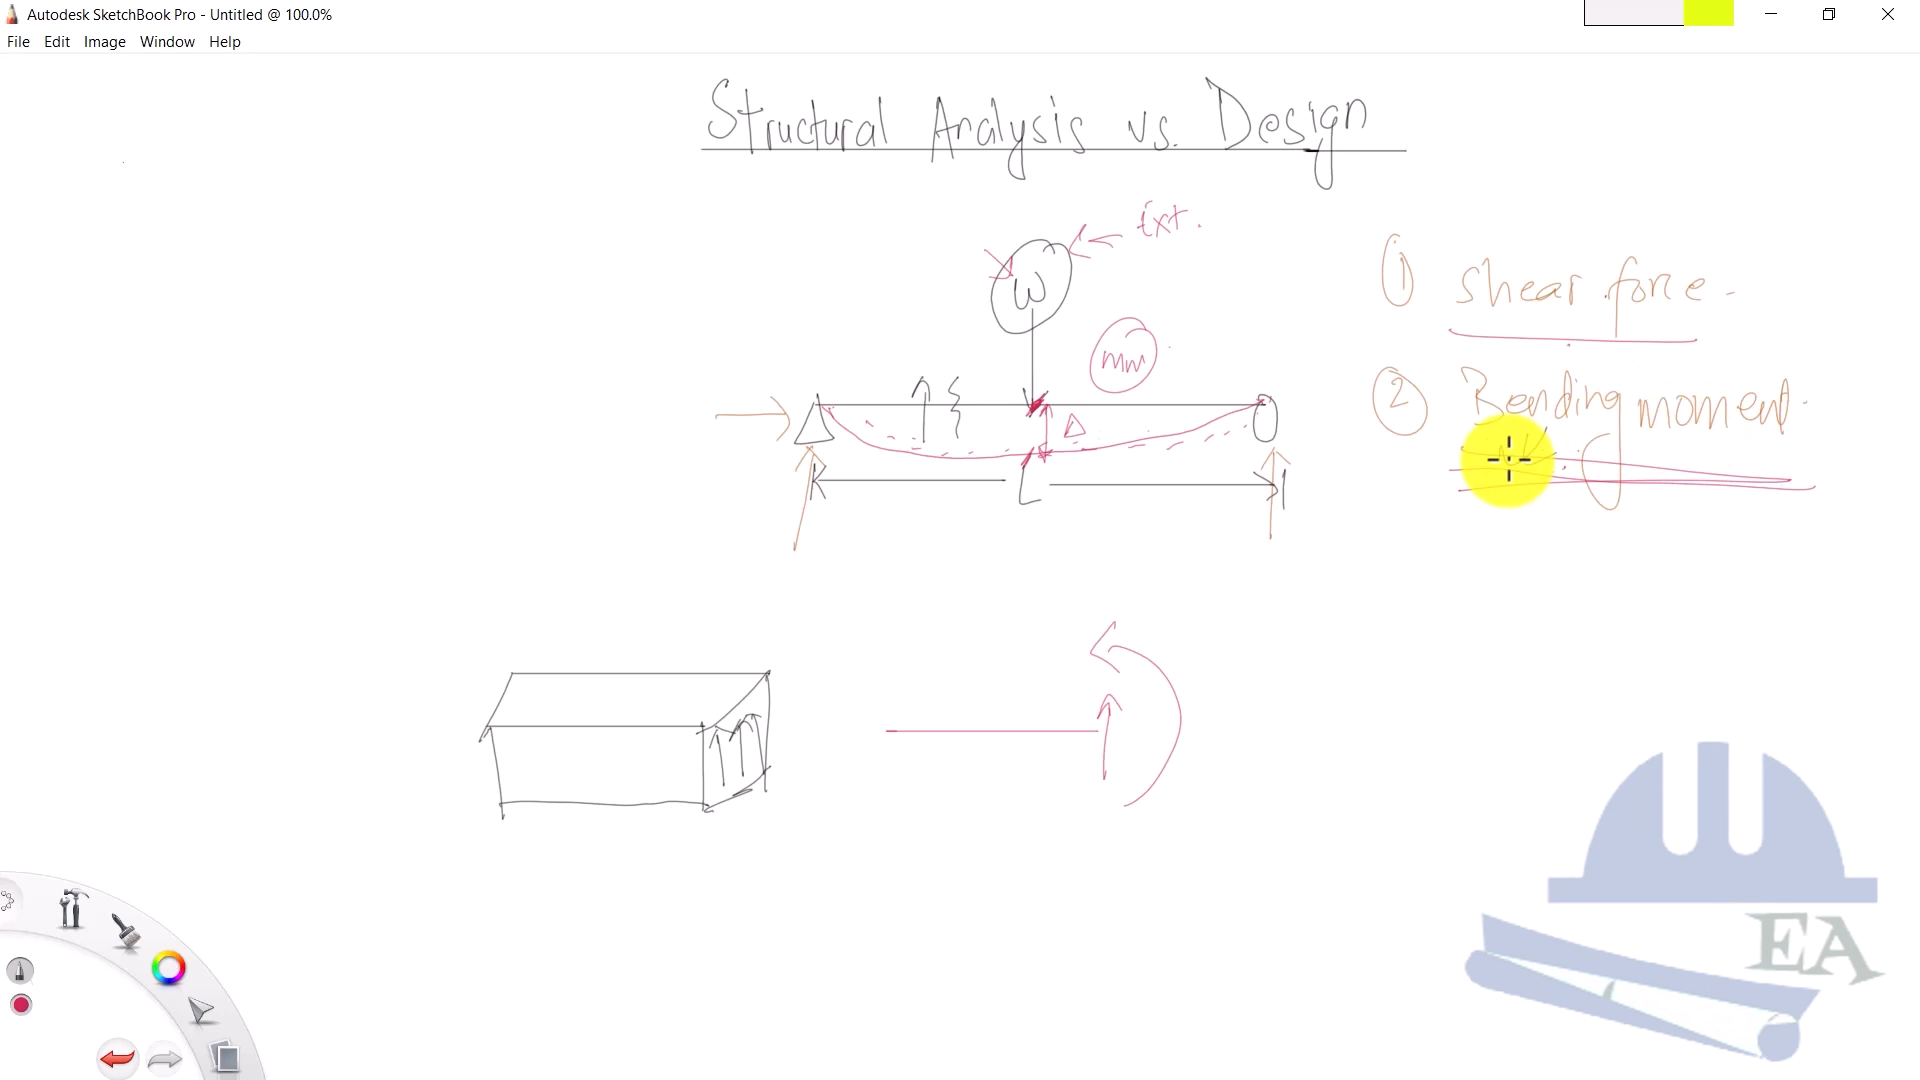 Autodesk SketchBook Pro - Untitled @ 100.0%
File Edit Image Window Help
Structural Analysis vs. Design
Ext.
W
① shear force
mm
② Bending moment.
Δ
L
EA